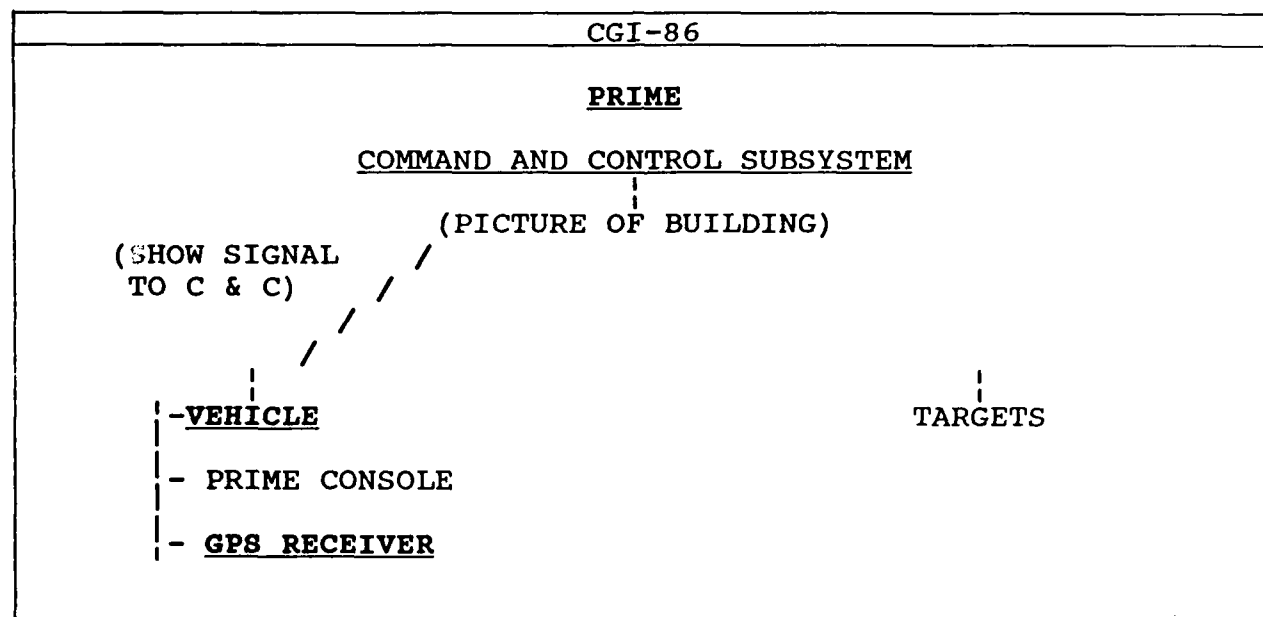 CGI-86
PRIME
COMMAND AND CONTROL SUBSYSTEM
(PICTURE OF BUILDING)
(SHOW SIGNAL
TO C & C)
-VEHICLE
TARGETS
- PRIME CONSOLE
- GPS RECEIVER